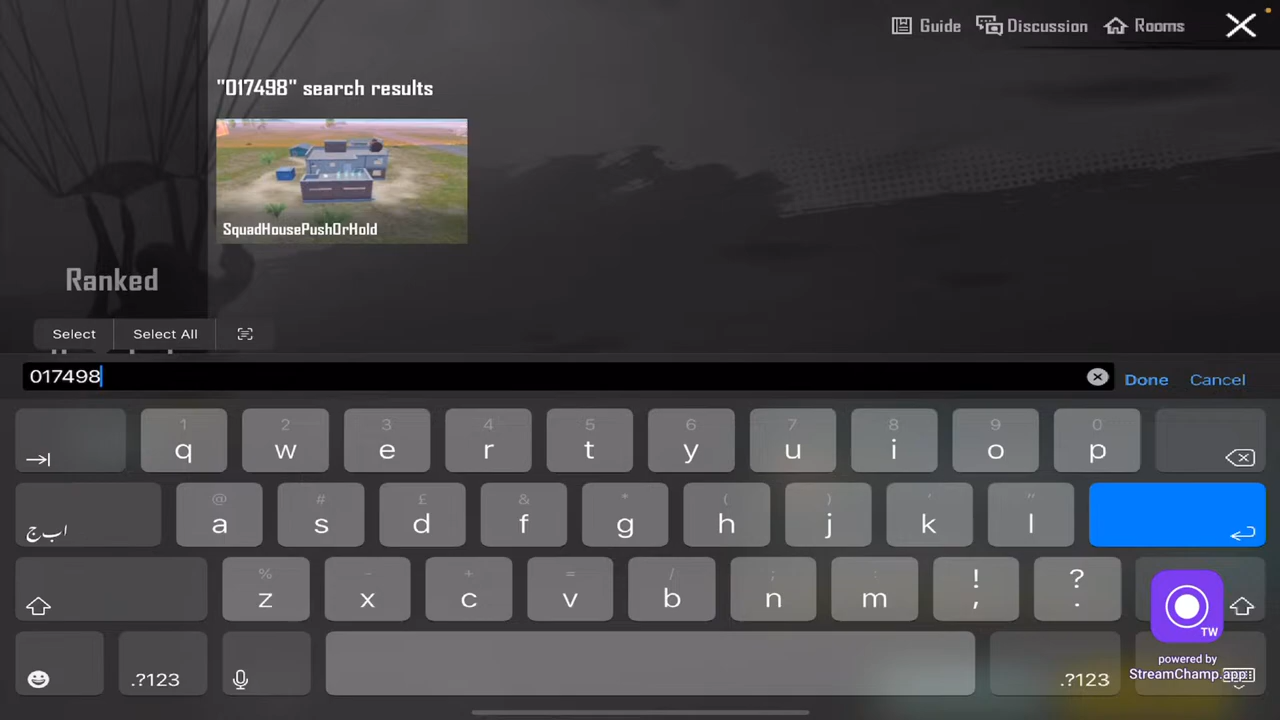 Guide Discussion Rooms
"017498" search results
SquadHousePushOrHold
Ranked
Select Select All
017498 Done Cancel
1 2 3 4 5 6 7 8 9 0
q w e r t y u i o p
@ # £ & * ( ) ' "
ا ب ج a s d f g h j k l
% - + = / ; : ! ?
z x c v b n m , .
TW
.?123 .?123
powered by
StreamChamp.app